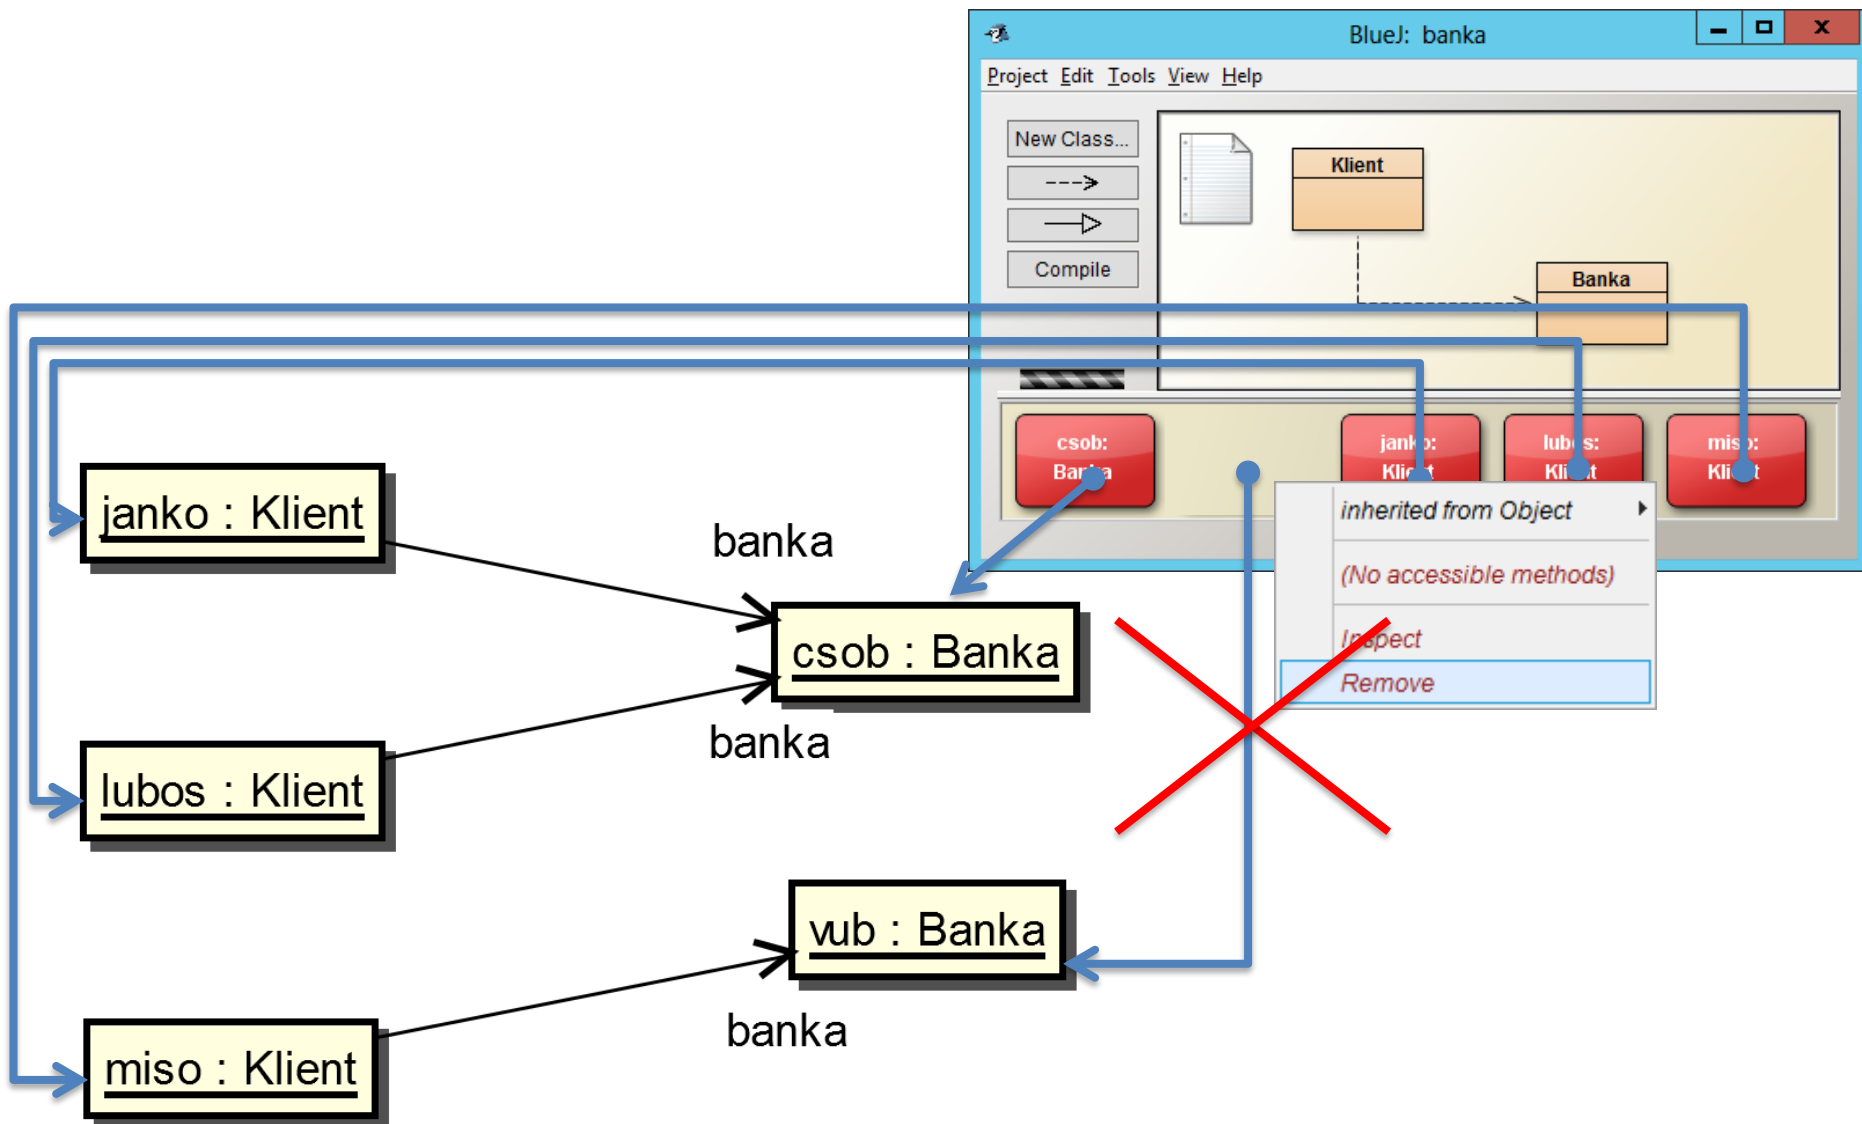 BlueJ: banka
Project Edit Tools View Help
New Class...
Compile
Klient
Banka
csob:
Banka
janko:
Klient
lubos:
Klient
miso:
Klient
inherited from Object
(No accessible methods)
Inspect
Remove
janko : Klient
banka
csob : Banka
banka
lubos : Klient
vub : Banka
banka
miso : Klient